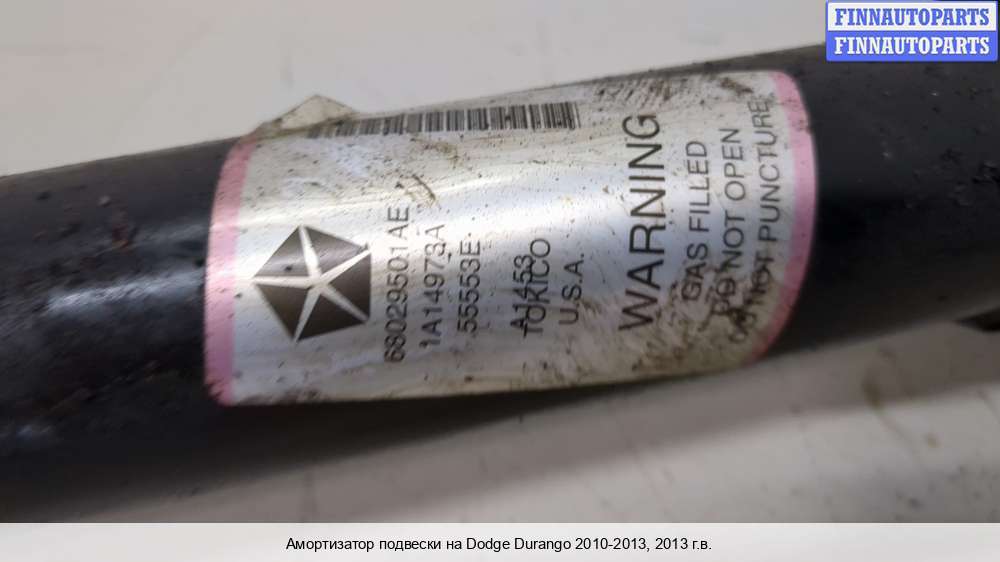 FINNAUTOPARTS
FINNAUTOPARTS
68029501AE
1A14973A
55553E
A1453
TOKICO
U.S.A.
WARNING
GAS FILLED
DO NOT OPEN
DO NOT PUNCTURE
Амортизатор подвески на Dodge Durango 2010-2013, 2013 г.в.